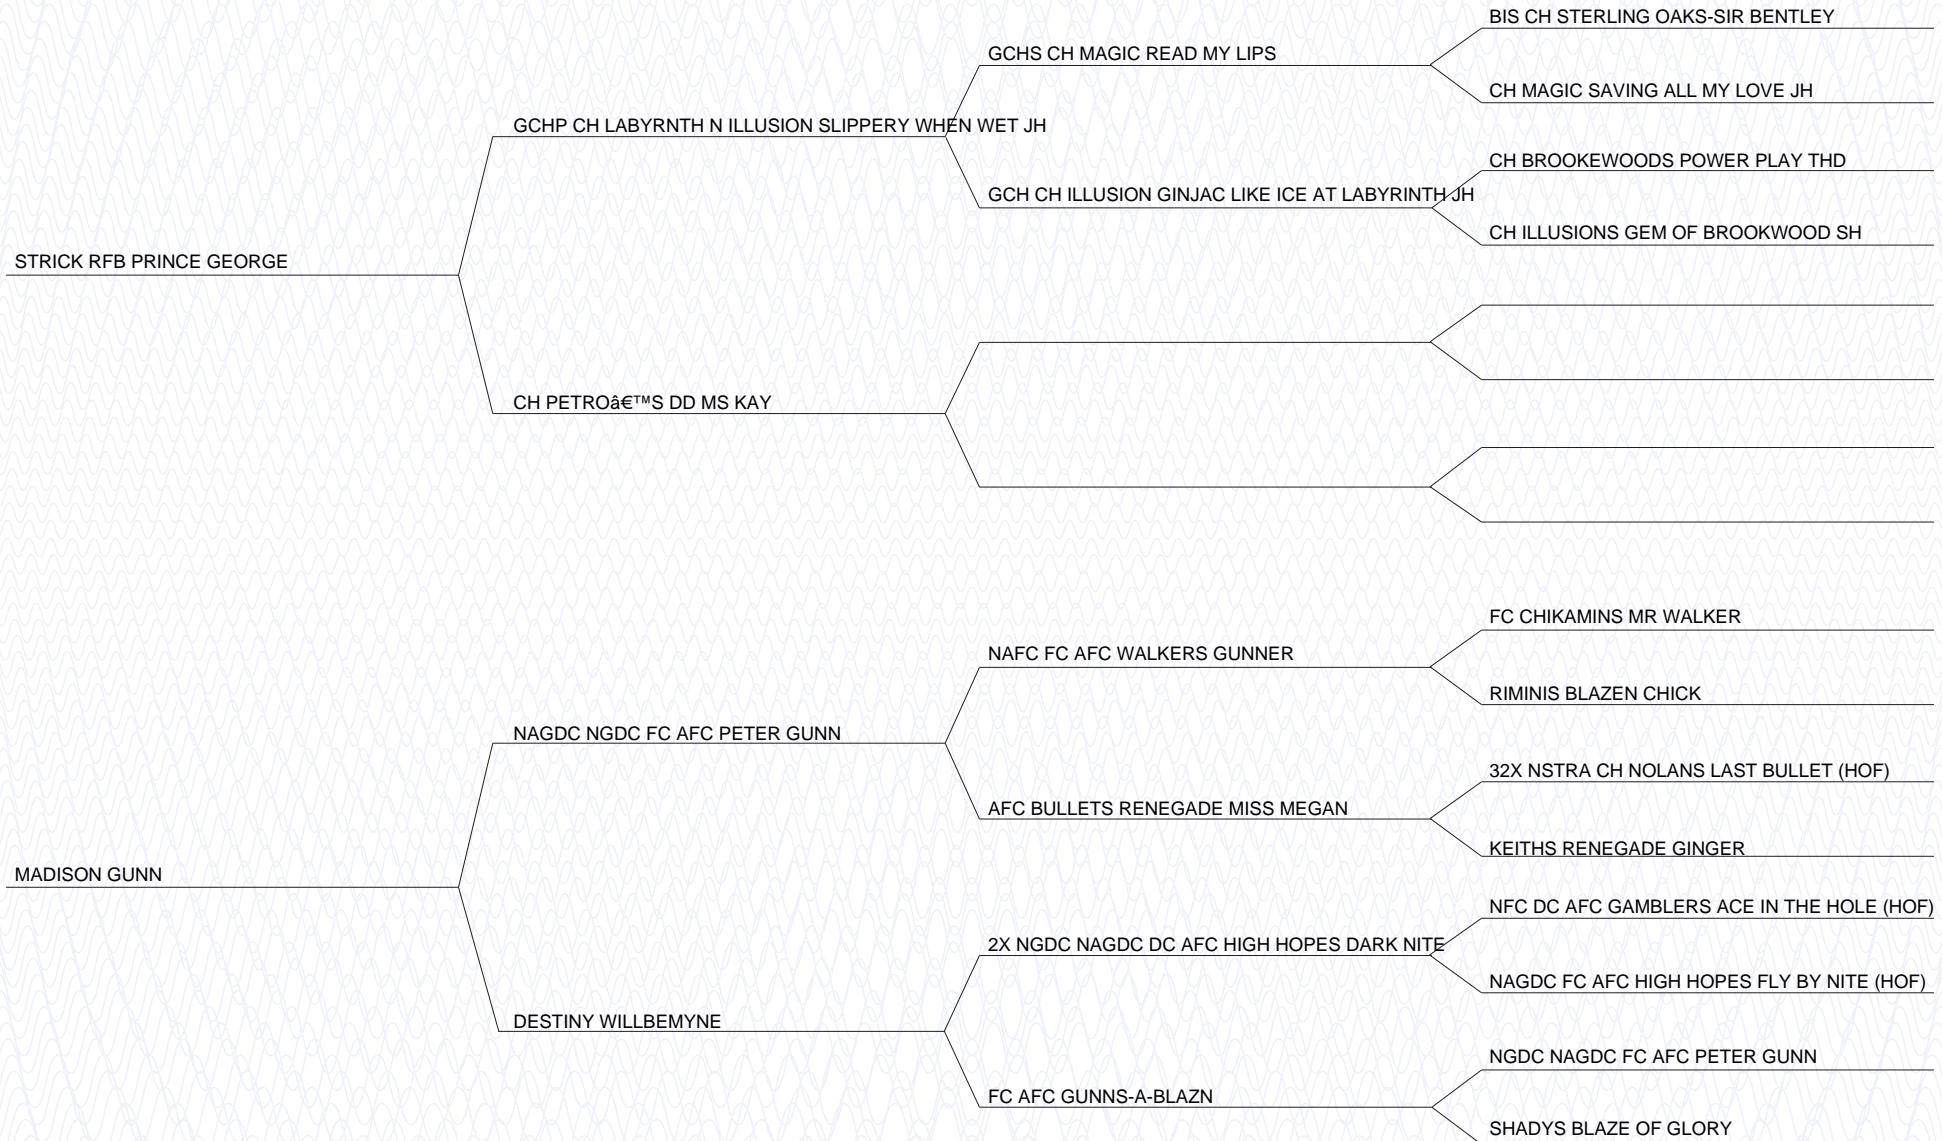 BIS CH STERLING OAKS-SIR BENTLEY
GCHS CH MAGIC READ MY LIPS
CH MAGIC SAVING ALL MY LOVE JH
GCHP CH LABYRNTH N ILLUSION SLIPPERY WHEN WET JH
CH BROOKEWOODS POWER PLAY THD
GCH CH ILLUSION GINJAC LIKE ICE AT LABYRINTH JH
CH ILLUSIONS GEM OF BROOKWOOD SH
STRICK RFB PRINCE GEORGE
CH PETROâ€™S DD MS KAY
FC CHIKAMINS MR WALKER
NAFC FC AFC WALKERS GUNNER
RIMINIS BLAZEN CHICK
NAGDC NGDC FC AFC PETER GUNN
32X NSTRA CH NOLANS LAST BULLET (HOF)
AFC BULLETS RENEGADE MISS MEGAN
KEITHS RENEGADE GINGER
MADISON GUNN
NFC DC AFC GAMBLERS ACE IN THE HOLE (HOF)
2X NGDC NAGDC DC AFC HIGH HOPES DARK NITE
NAGDC FC AFC HIGH HOPES FLY BY NITE (HOF)
DESTINY WILLBEMYNE
NGDC NAGDC FC AFC PETER GUNN
FC AFC GUNNS-A-BLAZN
SHADYS BLAZE OF GLORY